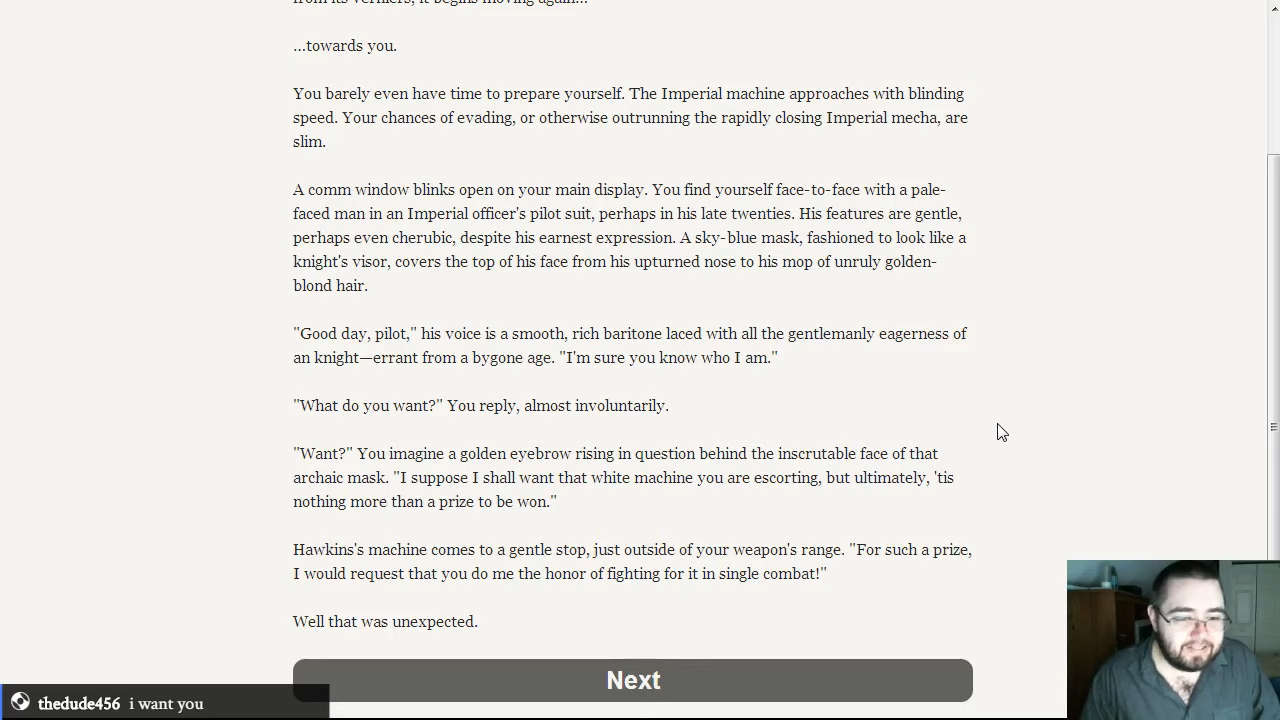 …towards you.
You barely even have time to prepare yourself. The Imperial machine approaches with blinding
speed. Your chances of evading, or otherwise outrunning the rapidly closing Imperial mecha, are
slim.
A comm window blinks open on your main display. You find yourself face-to-face with a pale-
faced man in an Imperial officer's pilot suit, perhaps in his late twenties. His features are gentle,
perhaps even cherubic, despite his earnest expression. A sky-blue mask, fashioned to look like a
knight's visor, covers the top of his face from his upturned nose to his mop of unruly golden-
blond hair.
"Good day, pilot," his voice is a smooth, rich baritone laced with all the gentlemanly eagerness of
an knight—errant from a bygone age. "I'm sure you know who I am."
"What do you want?" You reply, almost involuntarily.
"Want?" You imagine a golden eyebrow rising in question behind the inscrutable face of that
archaic mask. "I suppose I shall want that white machine you are escorting, but ultimately, 'tis
nothing more than a prize to be won."
Hawkins's machine comes to a gentle stop, just outside of your weapon's range. "For such a prize,
I would request that you do me the honor of fighting for it in single combat!"
Well that was unexpected.
Next
thedude456 i want you